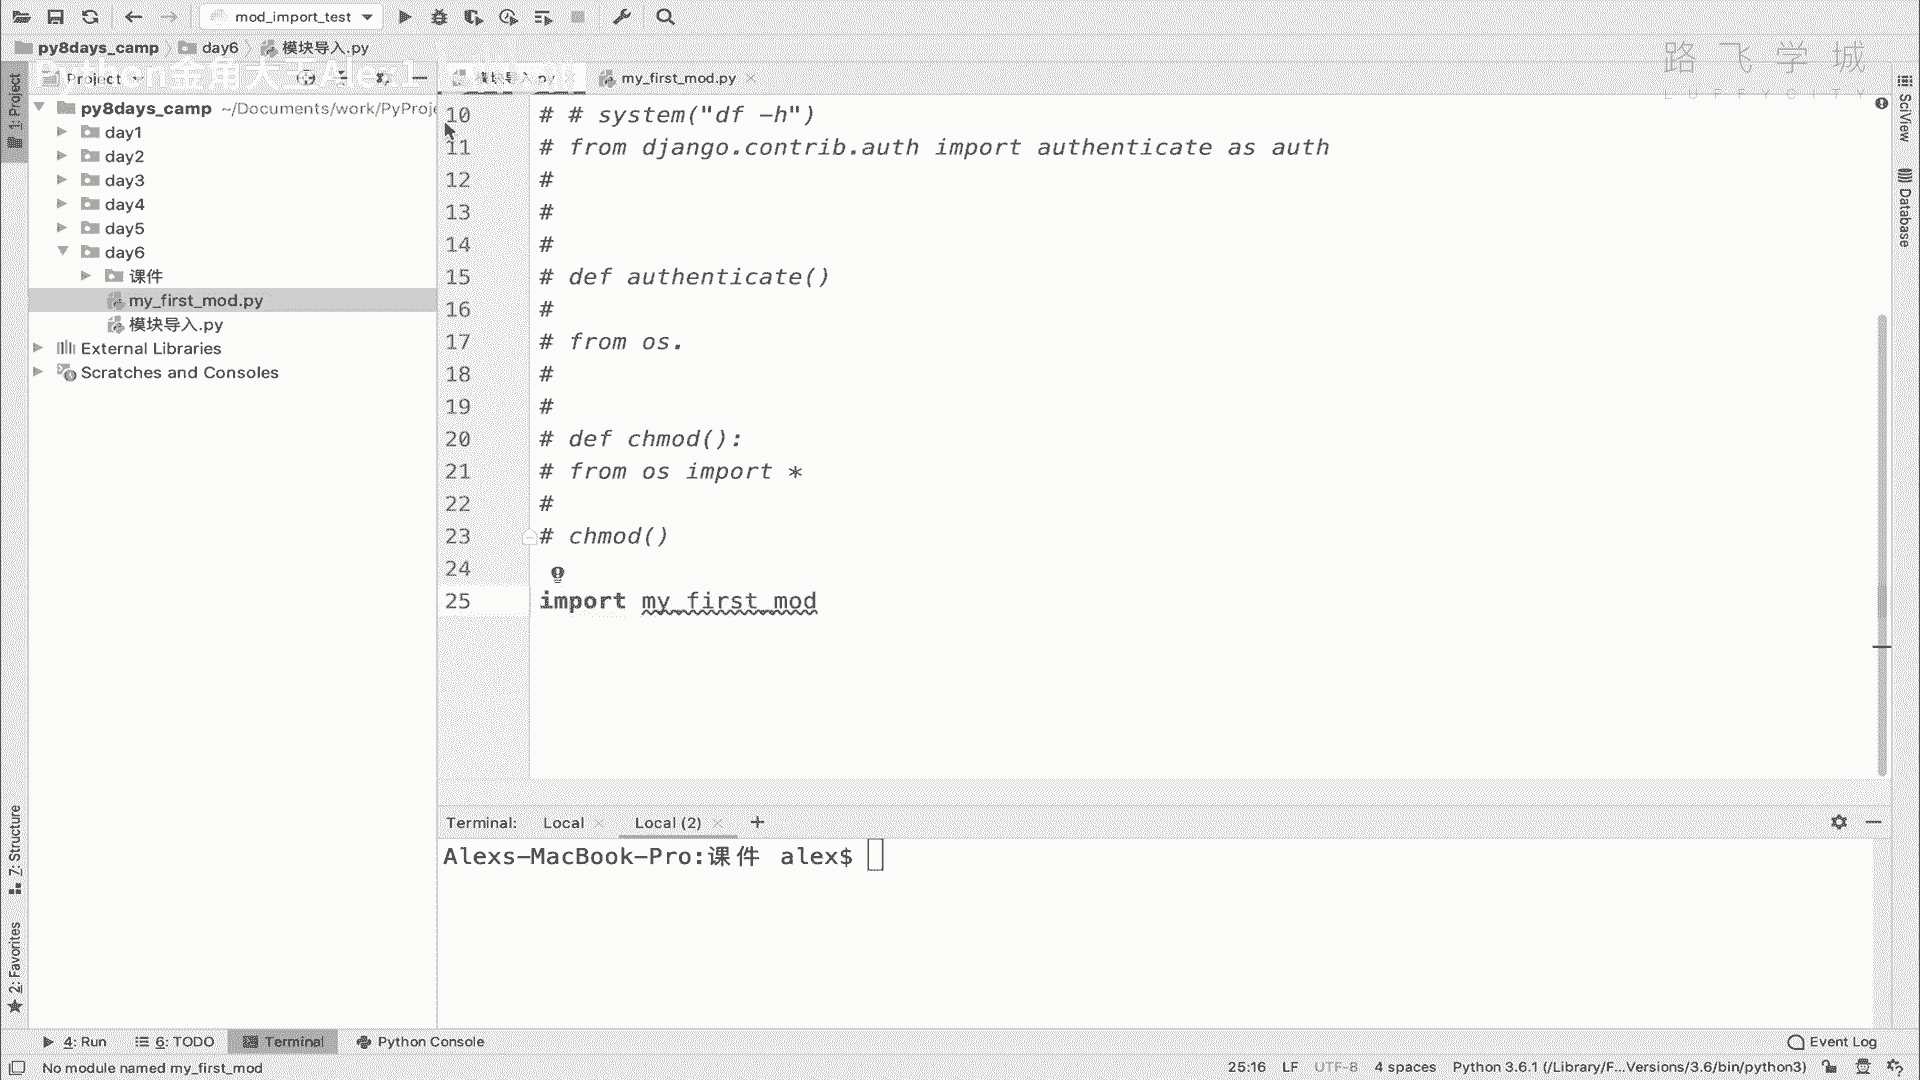 mod_import_test
py8days_camp day6 模块导入.py
路飞学城
LUFFYCITY
Python金角大王Alex1
Project
模块导入.py
my_first_mod.py
1: Project
py8days_camp ~/Documents/work/PyProje
day1
day2
day3
day4
day5
day6
课件
my_first_mod.py
模块导入.py
External Libraries
Scratches and Consoles
10 # # system("df -h")
11 # from django.contrib.auth import authenticate as auth
12 #
13 #
14 #
15 # def authenticate()
16 #
17 # from os.
18 #
19 #
20 # def chmod():
21 # from os import *
22 #
23 # chmod()
24
25 import my_first_mod
SciView
Database
7: Structure
2: Favorites
Terminal: Local Local (2) +
Alexs-MacBook-Pro:课件 alex$
4: Run 6: TODO Terminal Python Console Event Log
No module named my_first_mod 25:16 LF UTF-8 4 spaces Python 3.6.1 (/Library/F...Versions/3.6/bin/python3)